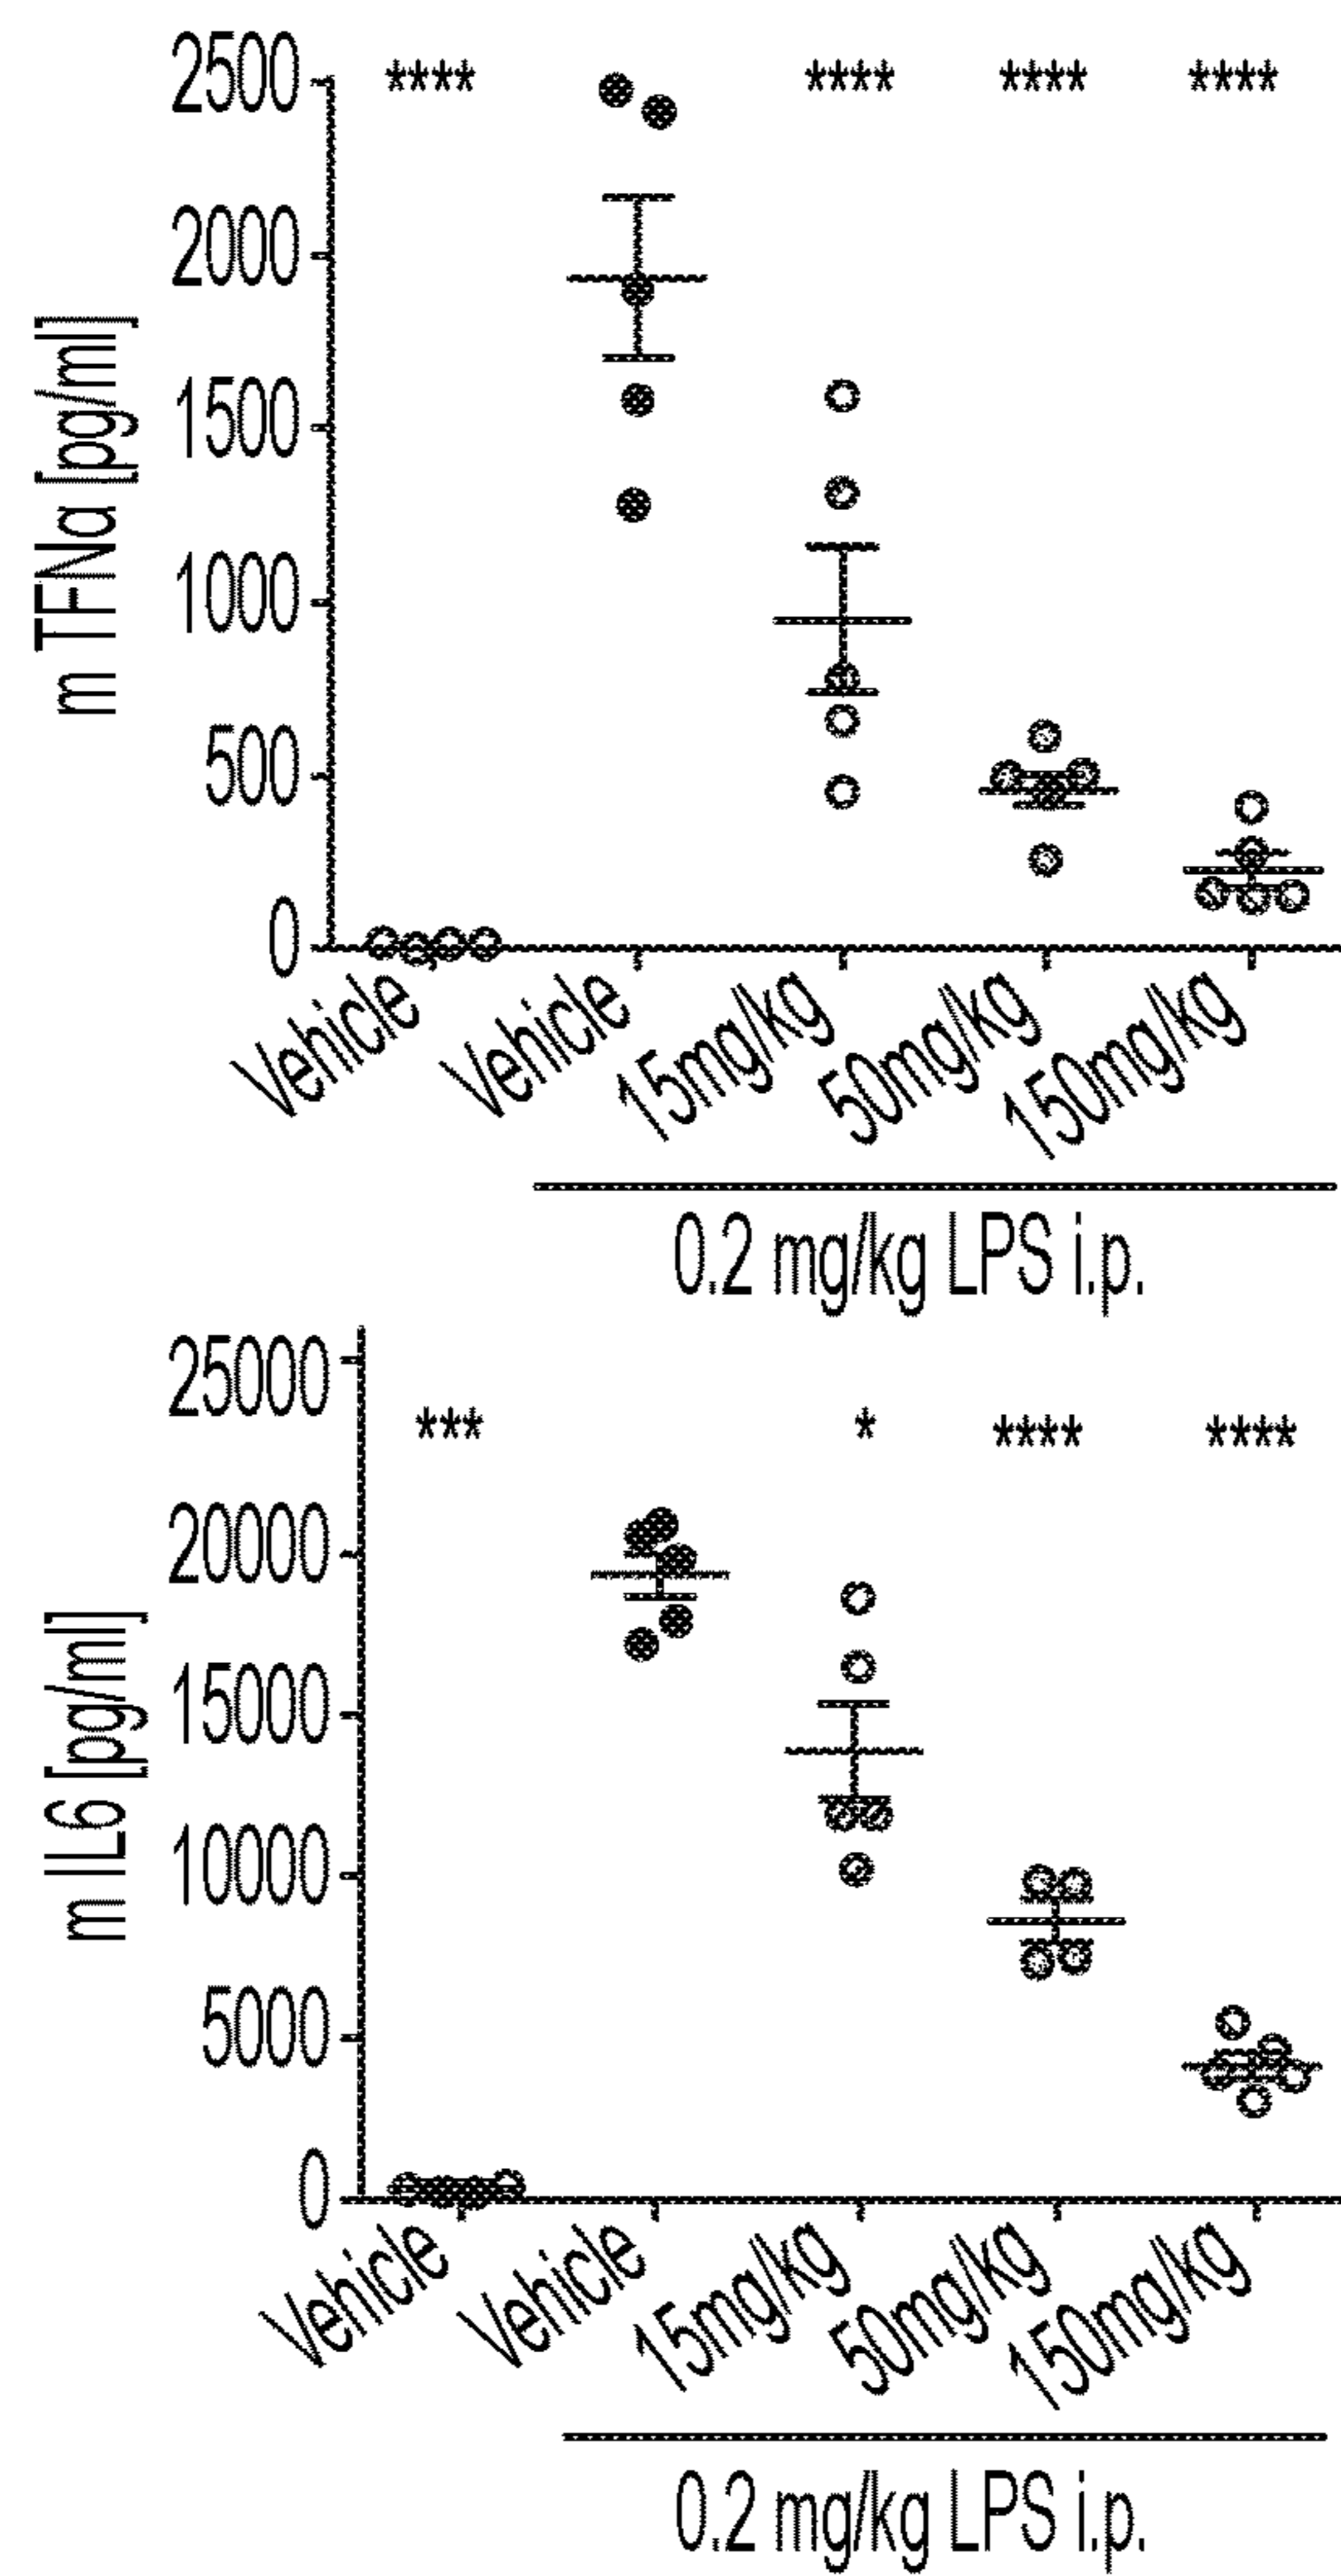 m TFNα [pg/ml]
2500
2000
1500
1000
500
0
**** **** **** ****
Vehicle
Vehicle
15mg/kg
50mg/kg
150mg/kg
0.2 mg/kg LPS i.p.
m IL6 [pg/ml]
25000
20000
15000
10000
5000
0
*** * **** ****
Vehicle
Vehicle
15mg/kg
50mg/kg
150mg/kg
0.2 mg/kg LPS i.p.